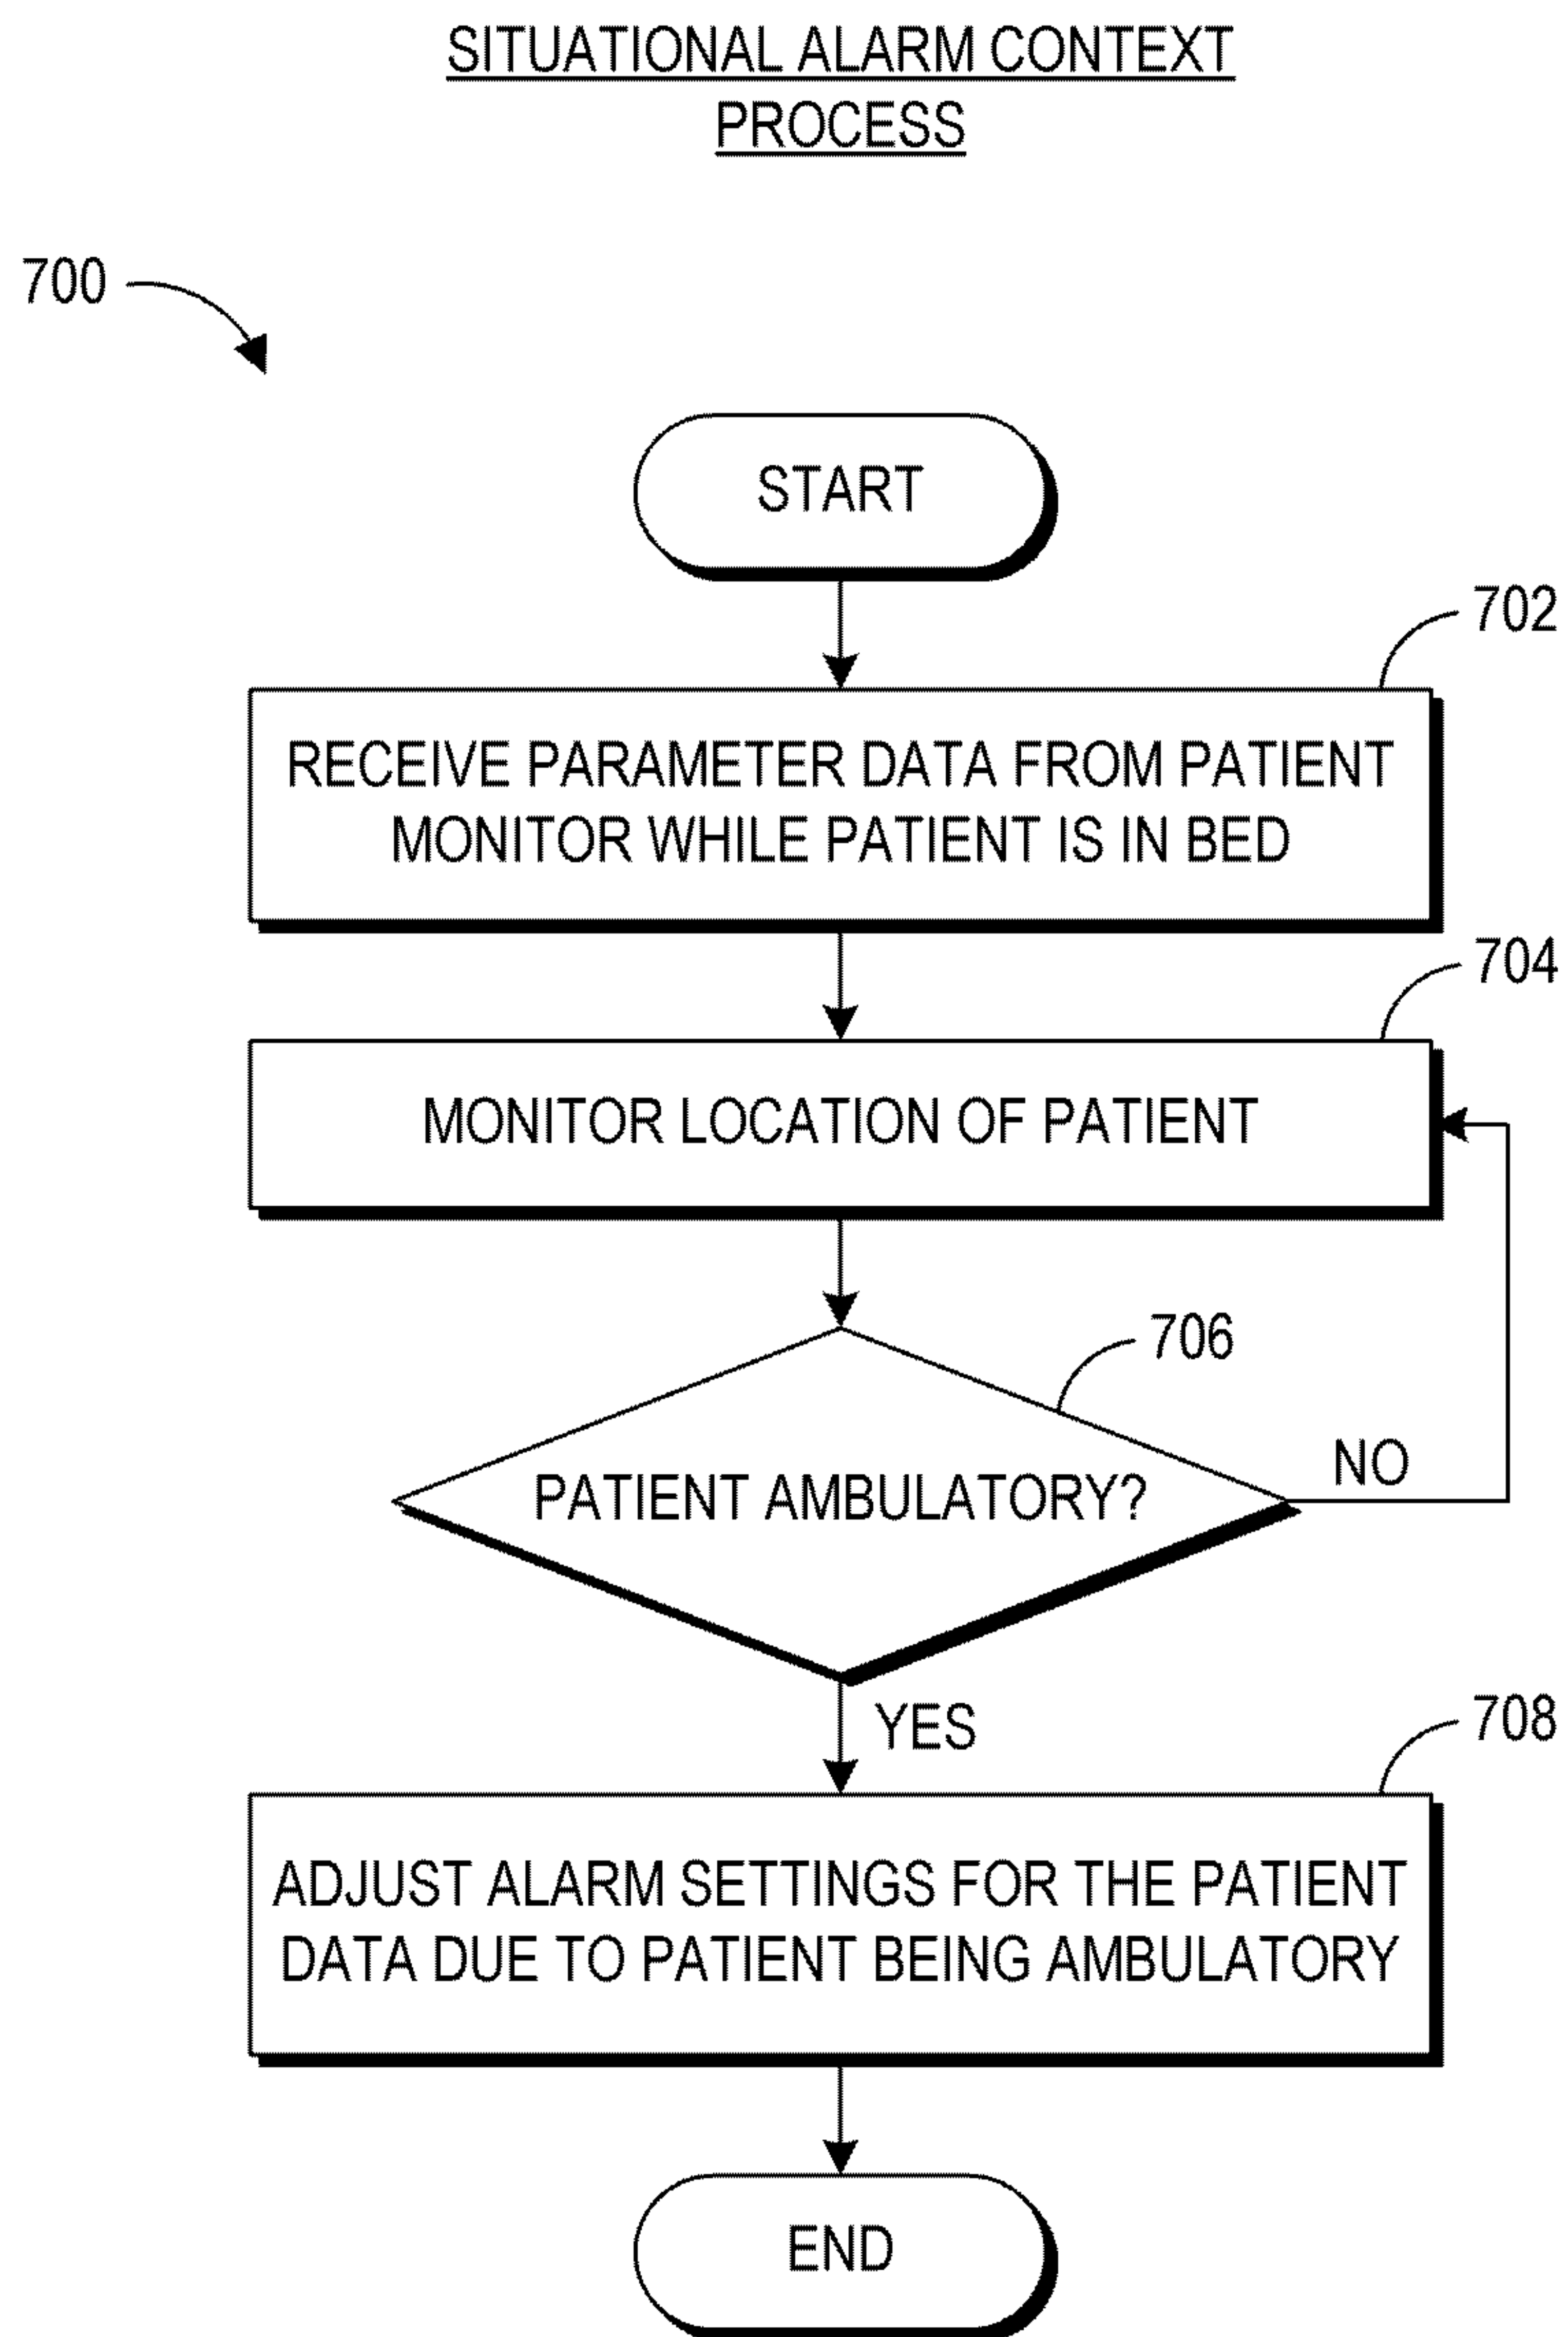 SITUATIONAL ALARM CONTEXT
PROCESS
700
START
702
RECEIVE PARAMETER DATA FROM PATIENT
MONITOR WHILE PATIENT IS IN BED
704
MONITOR LOCATION OF PATIENT
706
PATIENT AMBULATORY?
NO
YES
708
ADJUST ALARM SETTINGS FOR THE PATIENT
DATA DUE TO PATIENT BEING AMBULATORY
END